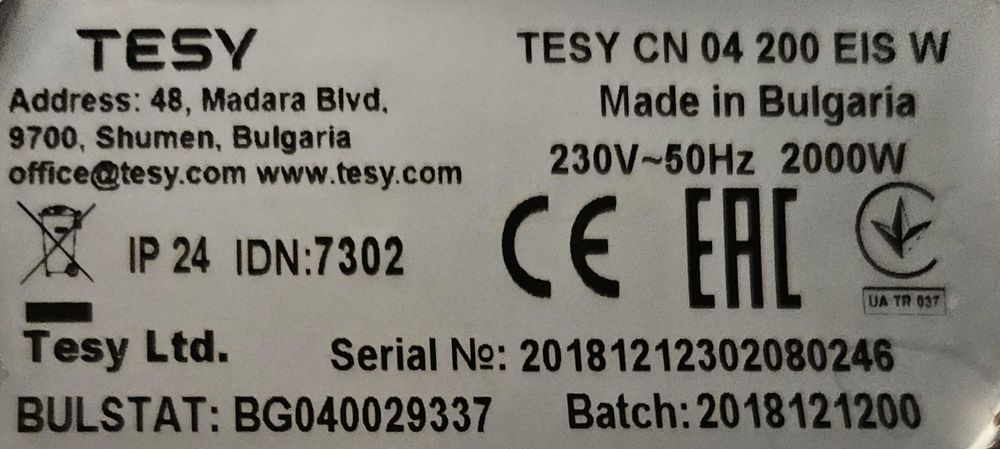 TESY
TESY CN 04 200 EIS W
Address: 48, Madara Blvd.
Made in Bulgaria
9700, Shumen, Bulgaria
230V~50Hz 2000W
office@tesy.com www.tesy.com
IP 24 IDN:7302
CE EAC
UA TR 037
Tesy Ltd.
Serial №: 20181212302080246
BULSTAT: BG040029337
Batch: 2018121200